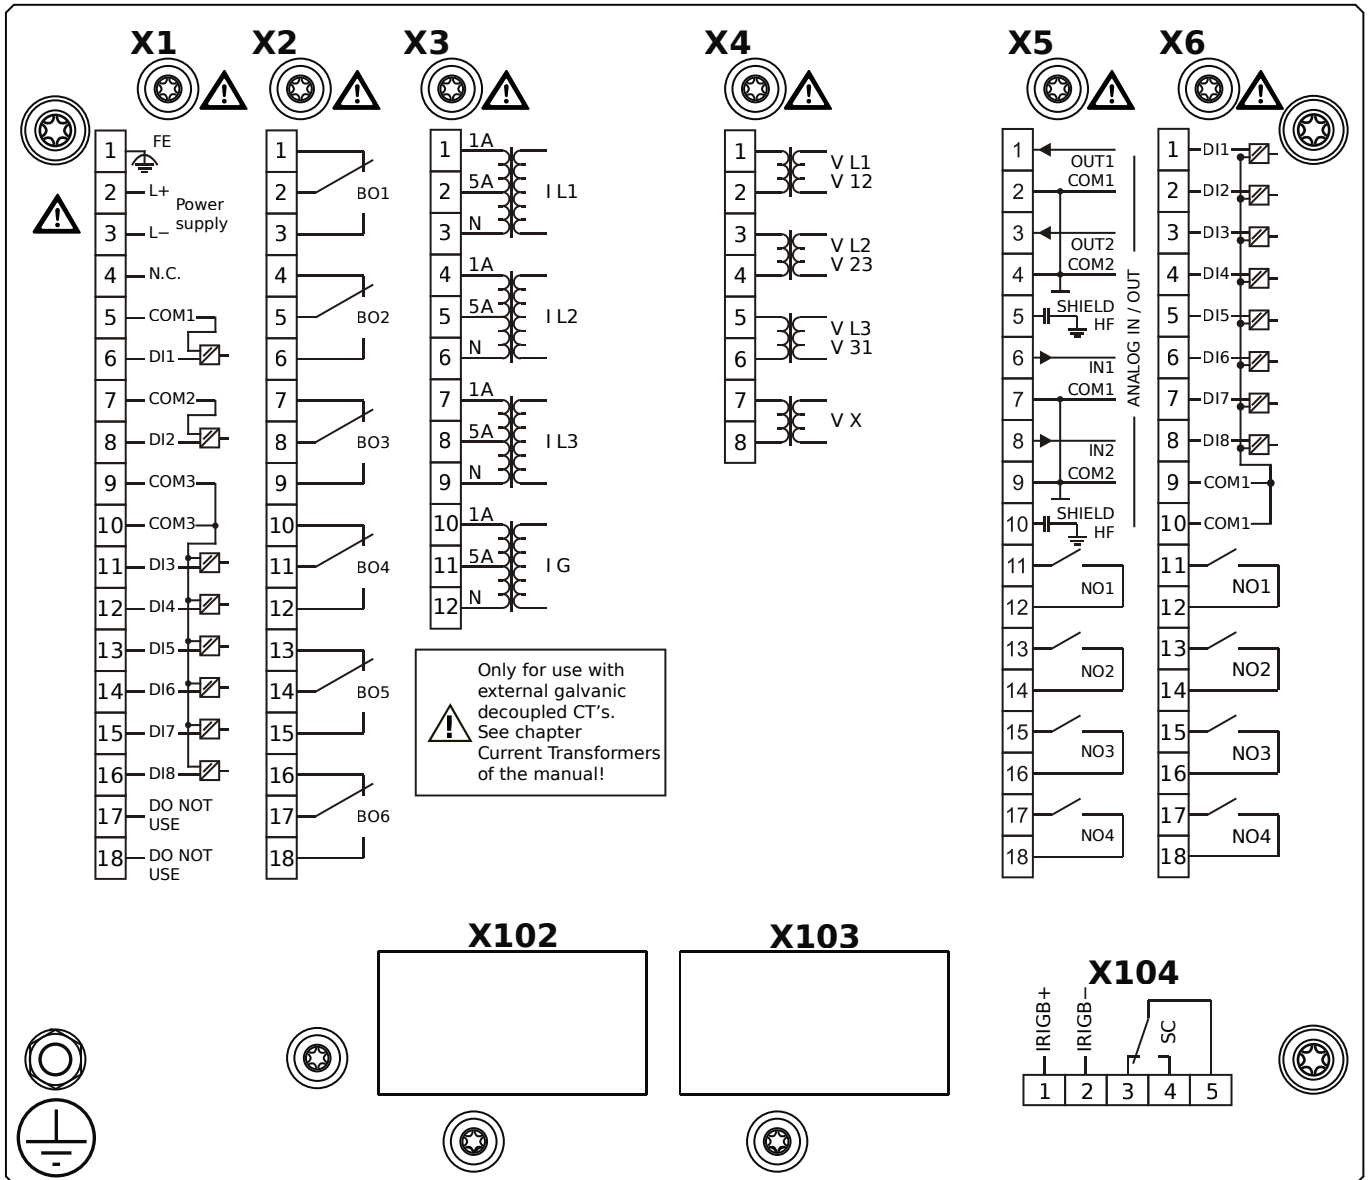 X1
X2
X3
X4
X5
X6
1 FE
2 L+ Power
3 L− supply
4 N.C.
5 COM1
6 DI1
7 COM2
8 DI2
9 COM3
10 COM3
11 DI3
12 DI4
13 DI5
14 DI6
15 DI7
16 DI8
17 DO NOT
USE
18 DO NOT
USE
1
2 BO1
3
4
5 BO2
6
7
8 BO3
9
10
11 BO4
12
13
14 BO5
15
16
17 BO6
18
1 1A
2 5A I L1
3 N
4 1A
5 5A I L2
6 N
7 1A
8 5A I L3
9 N
10 1A
11 5A I G
12 N
Only for use with
external galvanic
decoupled CT's.
See chapter
Current Transformers
of the manual!
1 V L1
2 V 12
3 V L2
4 V 23
5 V L3
6 V 31
7 V X
8
1 OUT1
2 COM1
3 OUT2
4 COM2
5 SHIELD
HF
6 IN1
7 COM1
8 IN2
9 COM2
10 SHIELD
HF
ANALOG IN / OUT
11 NO1
12
13 NO2
14
15 NO3
16
17 NO4
18
1 DI1
2 DI2
3 DI3
4 DI4
5 DI5
6 DI6
7 DI7
8 DI8
9 COM1
10 COM1
11 NO1
12
13 NO2
14
15 NO3
16
17 NO4
18
X102
X103
X104
IRIGB+
IRIGB−
SC
1 2 3 4 5